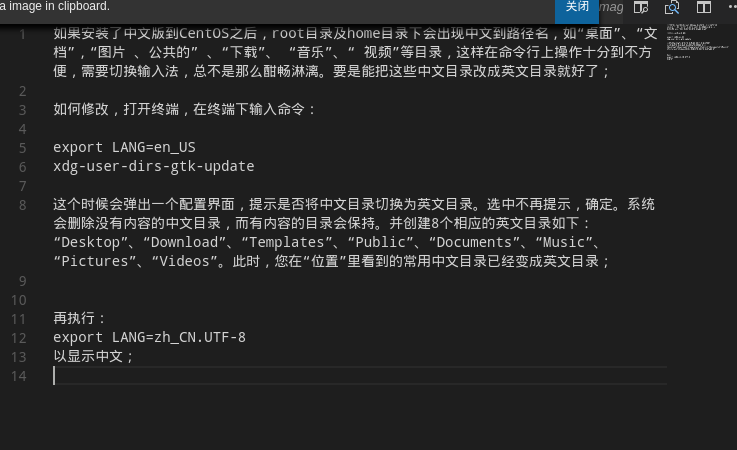 a image in clipboard.
关闭
mag
1 如果安装了中文版到CentOS之后，root目录及home目录下会出现中文到路径名，如“桌面”、“文
档”，“图片 、公共的” 、“下载”、 “音乐”、“ 视频”等目录，这样在命令行上操作十分到不方
便，需要切换输入法，总不是那么酣畅淋漓。要是能把这些中文目录改成英文目录就好了；
2
3 如何修改，打开终端，在终端下输入命令：
4
5 export LANG=en_US
6 xdg-user-dirs-gtk-update
7
8 这个时候会弹出一个配置界面，提示是否将中文目录切换为英文目录。选中不再提示，确定。系统
会删除没有内容的中文目录，而有内容的目录会保持。并创建8个相应的英文目录如下：
“Desktop”、“Download”、“Templates”、“Public”、“Documents”、“Music”、
“Pictures”、“Videos”。此时，您在“位置”里看到的常用中文目录已经变成英文目录；
9
10
11 再执行：
12 export LANG=zh_CN.UTF-8
13 以显示中文；
14